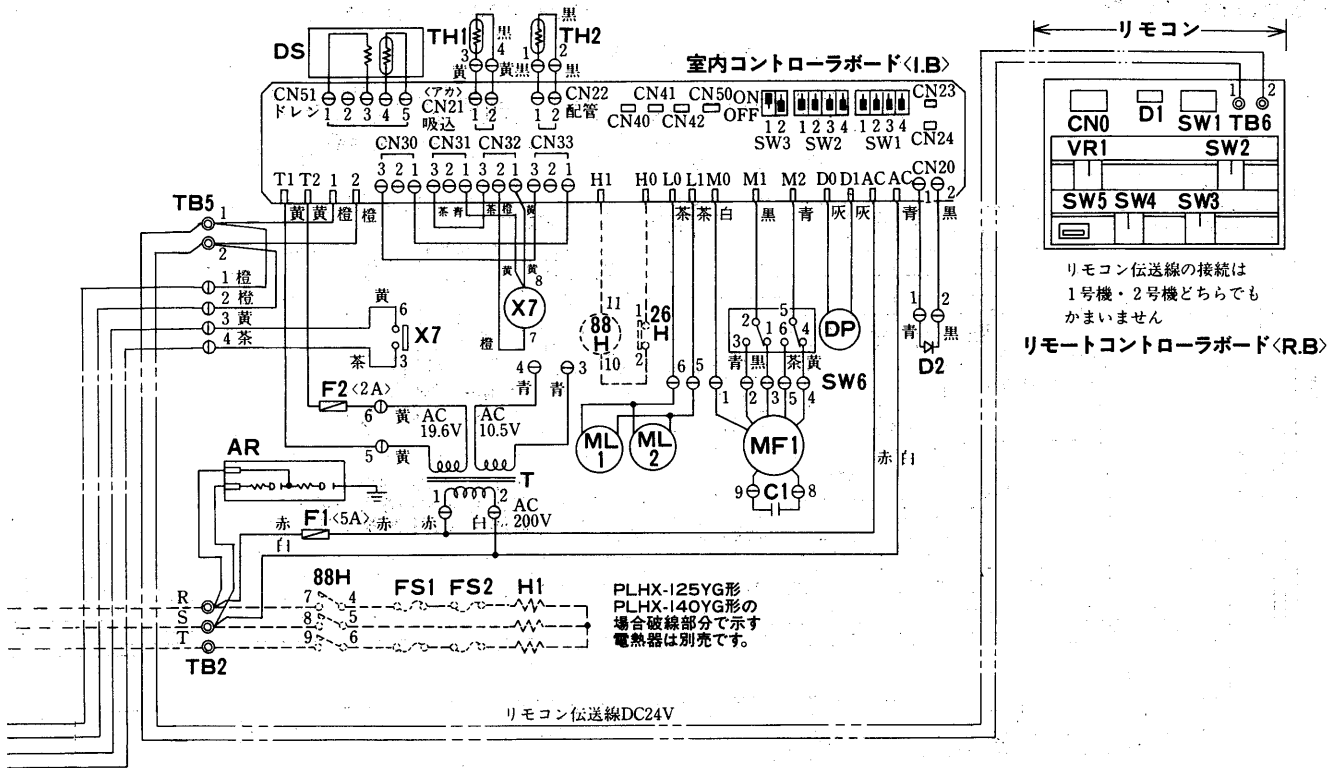 リモコン
DS
TH1
TH2
黒
黒
3
4
1
2
黄
黄
黒
黒
室内コントローラボード〈I.B〉
CN51
ドレン
1 2 3 4 5
〈アカ〉
CN21
吸込
1 2
CN22
配管
1 2
CN40
CN41
CN42
CN50
ON
OFF
1 2
SW3
1 2 3 4
SW2
1 2 3 4
SW1
CN23
CN24
CN30
CN31
CN32
CN33
3 2 1
3 2 1
3 2 1
3 2 1
CN20
1 2
T1 T2 1 2
H1 H0 L0 L1 M0 M1 M2 D0 D1 AC AC
黄 黄 橙 橙
茶 青 茶 橙 黄
茶 茶 白 黒 青 灰 灰 青 黒
1 2
CN0
D1
SW1
TB6
VR1
SW2
SW5
SW4
SW3
リモコン伝送線の接続は
1号機・2号機どちらでも
かまいません
リモートコントローラボード〈R.B〉
TB5
1
2
1 橙
2 橙
3 黄
4 茶
黄
6
X7
茶
3
黄
黄
8
X7
7
橙
11
88
H
10
1
26
H
2
5
2 1 6 4
3
青 黒 茶 黄
SW6
DP
1
2
青
黒
D2
F2〈2A〉
6
黄
AC
19.6V
AC
10.5V
4
3
青
青
5
黄
6
5
1
2
3
5
4
ML
1
ML
2
MF1
9
C1
8
赤
白
AR
T
1
2
AC
200V
赤
F1〈5A〉
赤
赤
白
白
R
S
T
TB2
88H
7 4
8 5
9 6
FS1
FS2
H1
PLHX-125YG形
PLHX-140YG形の
場合破線部分で示す
電熱器は別売です。
リモコン伝送線DC24V